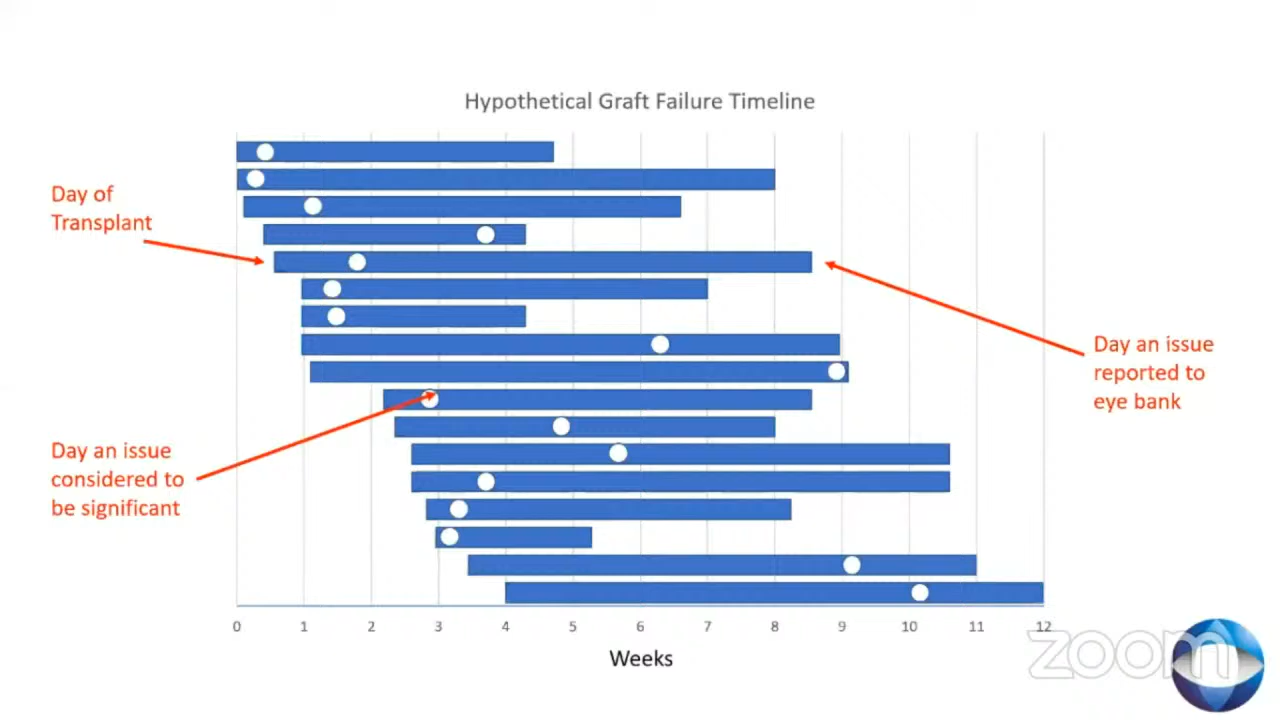 Hypothetical Graft Failure Timeline
Day of
Transplant
Day an issue
reported to
eye bank
Day an issue
considered to
be significant
0 1 2 3 4 5 6 7 8 9 10 11 12
Weeks
zoom